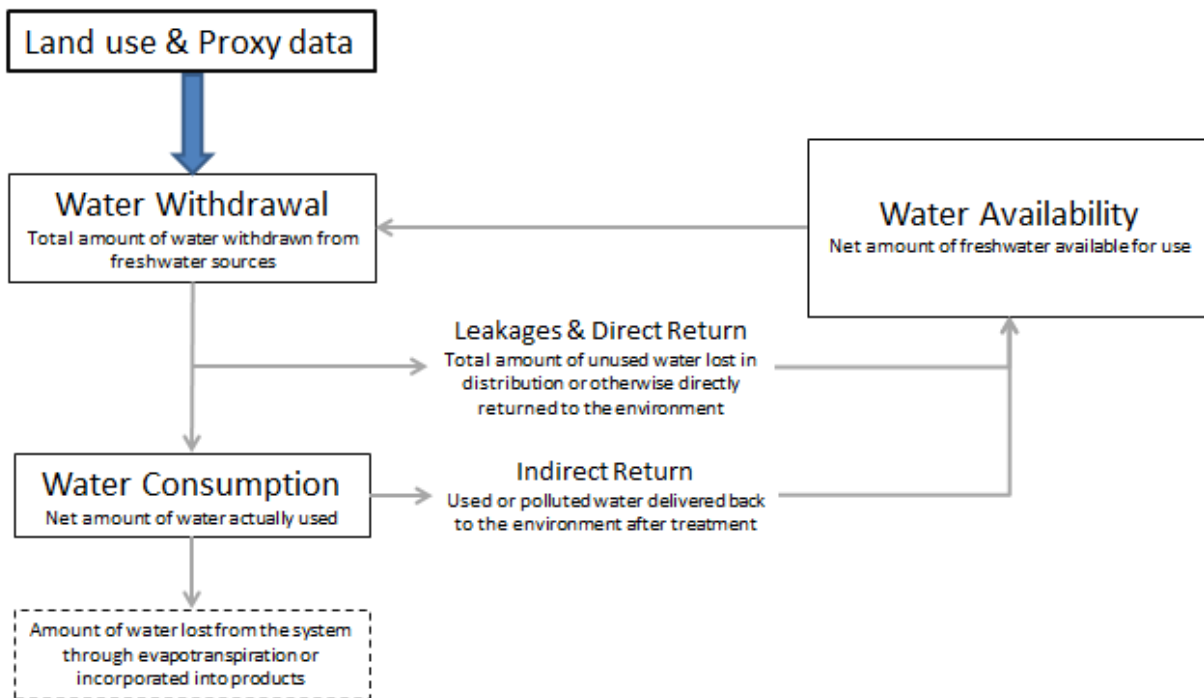 Land use & Proxy data
Water Withdrawal
Total amount of water withdrawn from
freshwater sources
Water Availability
Net amount of freshwater available for use
Leakages & Direct Return
Total amount of unused water lost in
distribution or otherwise directly
returned to the environment
Water Consumption
Net amount of water actually used
Indirect Return
Used or polluted water delivered back
to the environment after treatment
Amount of water lost from the system
through evapotranspiration or
incorporated into products